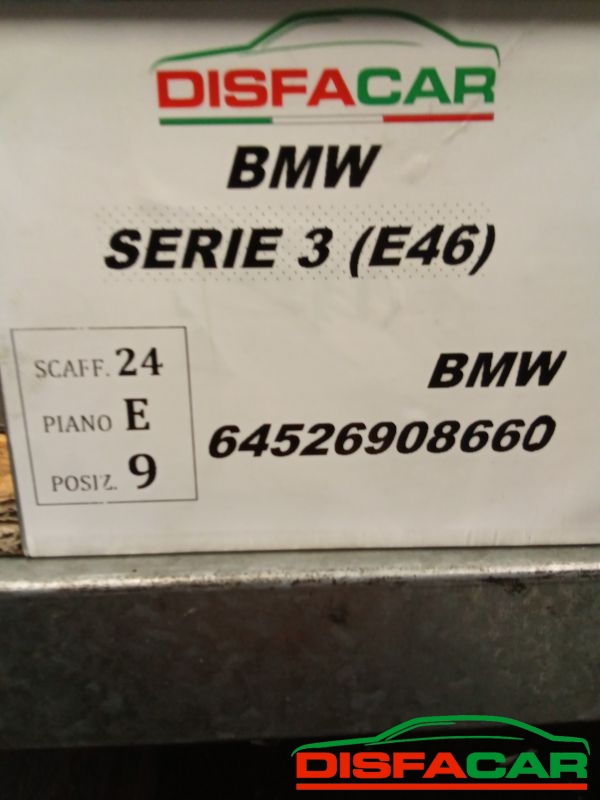 DISFACAR
BMW
SERIE 3 (E46)
SCAFF. 24
PIANO E
POSIZ. 9
BMW
64526908660
DISFACAR